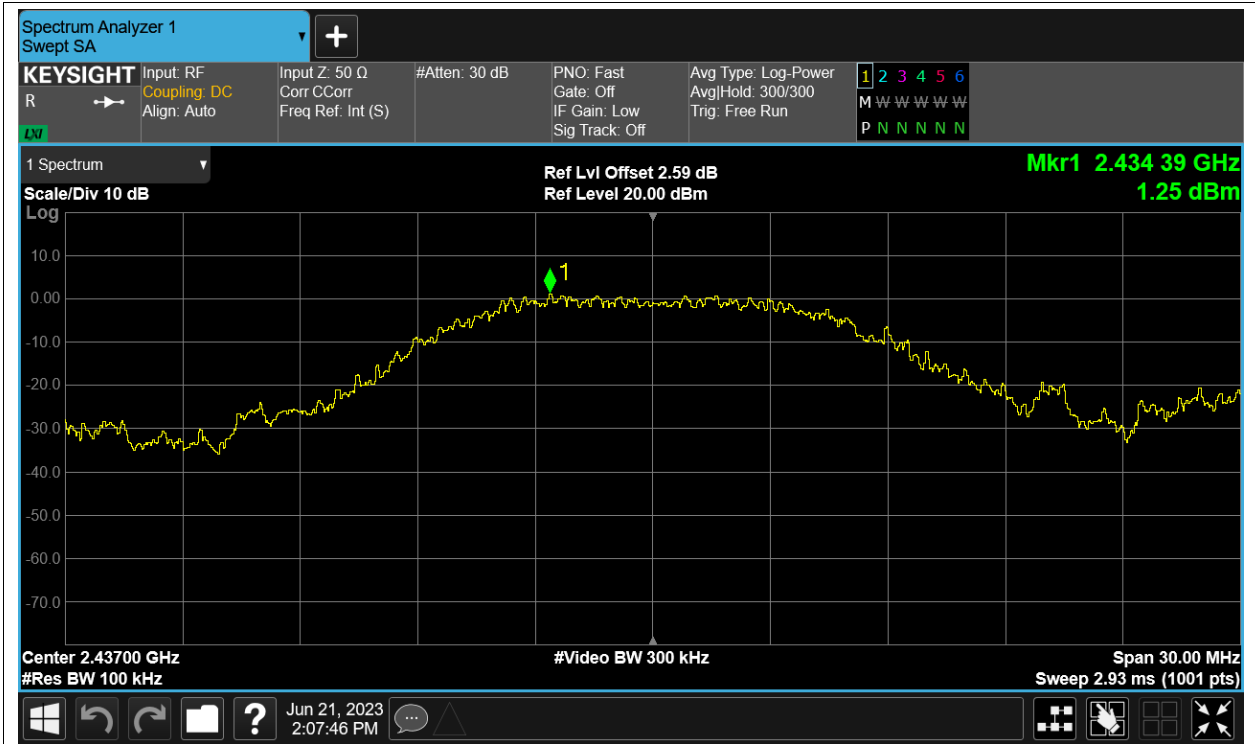 Spectrum Analyzer 1
Swept SA
KEYSIGHT
R
LXI
Input: RF
Coupling: DC
Align: Auto
Input Z: 50 Ω
Corr CCorr
Freq Ref: Int (S)
#Atten: 30 dB
PNO: Fast
Gate: Off
IF Gain: Low
Sig Track: Off
Avg Type: Log-Power
Avg|Hold: 300/300
Trig: Free Run
1 2 3 4 5 6
M W W W W W
P N N N N N
1 Spectrum
Scale/Div 10 dB
Log
Ref Lvl Offset 2.59 dB
Ref Level 20.00 dBm
Mkr1 2.434 39 GHz
1.25 dBm
1
10.0
0.00
-10.0
-20.0
-30.0
-40.0
-50.0
-60.0
-70.0
Center 2.43700 GHz
#Res BW 100 kHz
#Video BW 300 kHz
Span 30.00 MHz
Sweep 2.93 ms (1001 pts)
?
Jun 21, 2023
2:07:46 PM